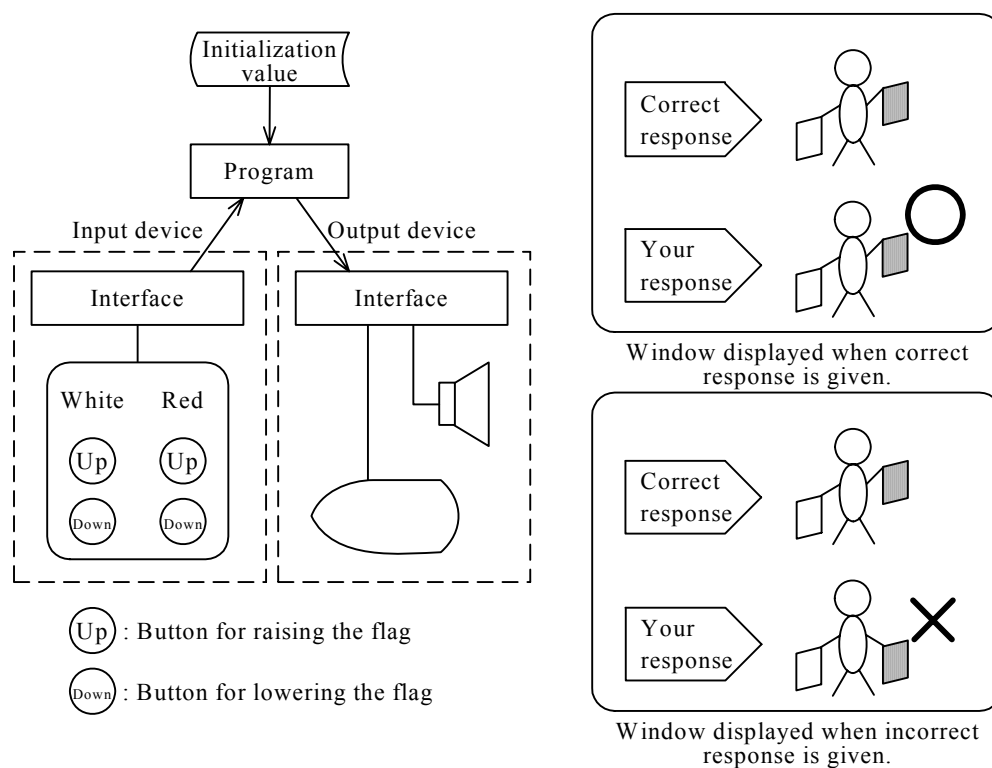 Initialization
value
Program
Input device
Output device
Interface
Interface
White
Red
Up
Up
Down
Down
Up : Button for raising the flag
Down : Button for lowering the flag
Correct
response
Your
response
Window displayed when correct
response is given.
Correct
response
Your
response
Window displayed when incorrect
response is given.